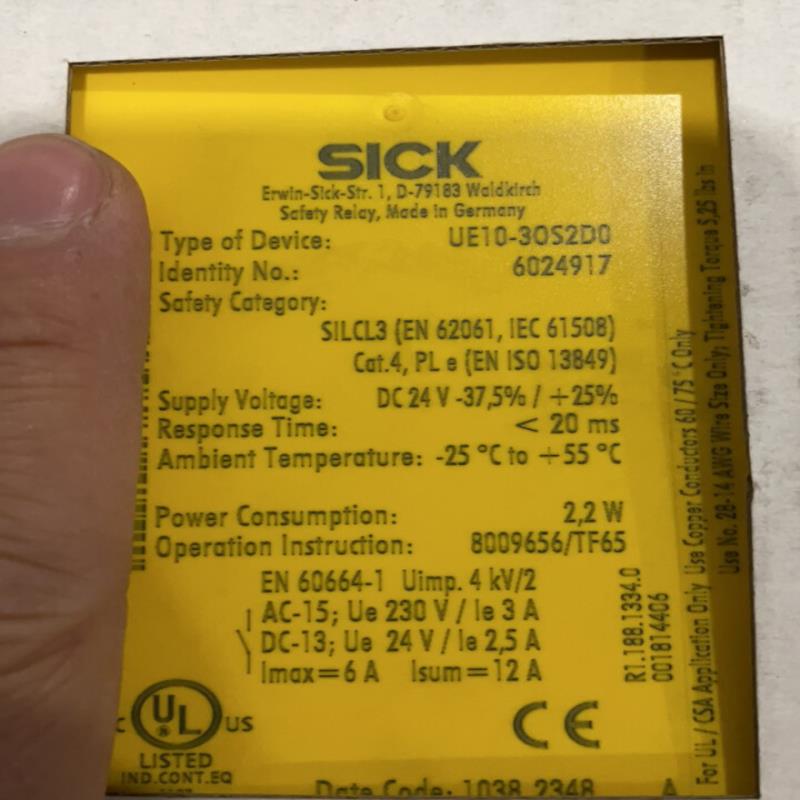 SICK
Erwin-Sick-Str. 1, D-79183 Waldkirch
Safety Relay, Made in Germany
Type of Device: UE10-3OS2D0
Identity No.: 6024917
Safety Category:
SILCL3 (EN 62061, IEC 61508)
Cat.4, PL e (EN ISO 13849)
Supply Voltage: DC 24 V -37,5% / +25%
Response Time: < 20 ms
Ambient Temperature: -25 °C to +55 °C
Power Consumption: 2,2 W
Operation Instruction: 8009656/TF65
EN 60664-1 Uimp. 4 kV/2
AC-15; Ue 230 V / Ie 3 A
DC-13; Ue 24 V / Ie 2,5 A
Imax=6 A Isum=12 A
C UL ® US
LISTED
IND.CONT.EQ
CE
Date Code: 1038 2348 A
R1.188.1334.0
001814406
For UL / CSA Application Only Use Copper Conductors 60 / 75 °C Only
Use No. 28-14 AWG Wire Size Only; Tightening Torque 5,25 lbs in